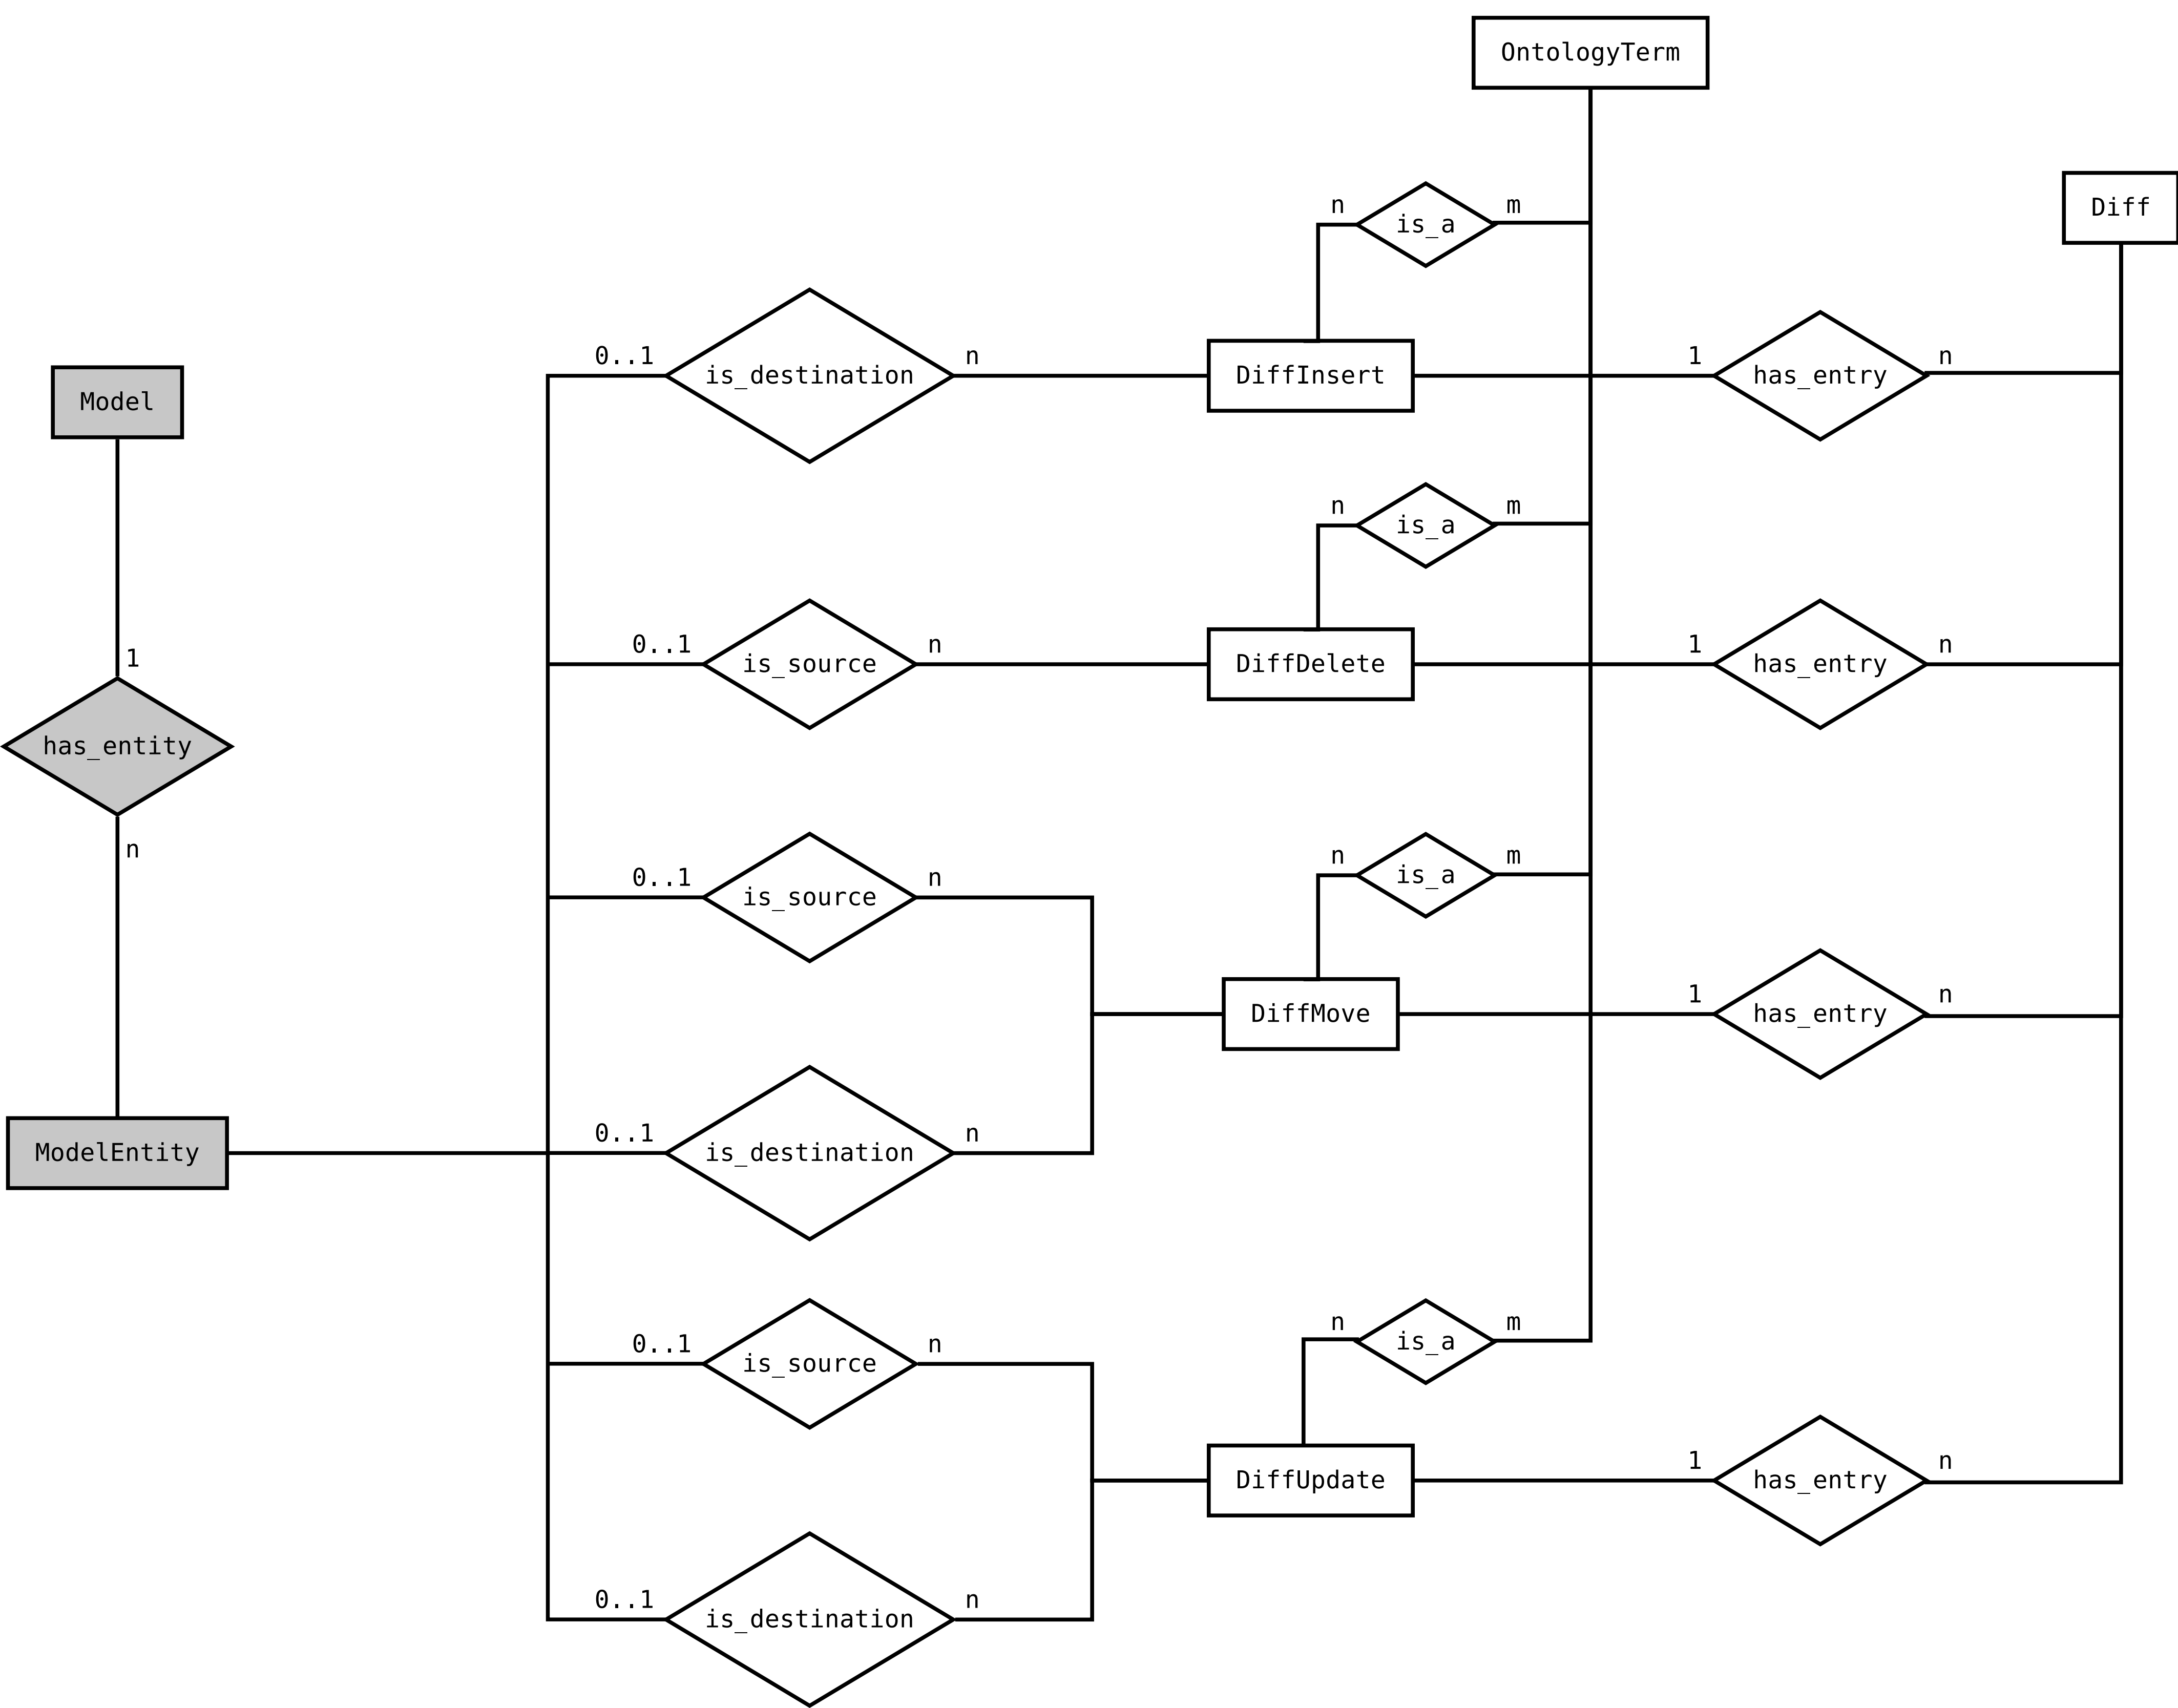 OntologyTerm
Diff
n
is_a
m
0..1
is_destination
n
DiffInsert
1
has_entry
n
Model
n
is_a
m
1
0..1
is_source
n
DiffDelete
1
has_entry
n
has_entity
n
0..1
is_source
n
n
is_a
m
DiffMove
1
has_entry
n
ModelEntity
0..1
is_destination
n
n
is_a
m
0..1
is_source
n
DiffUpdate
1
has_entry
n
0..1
is_destination
n